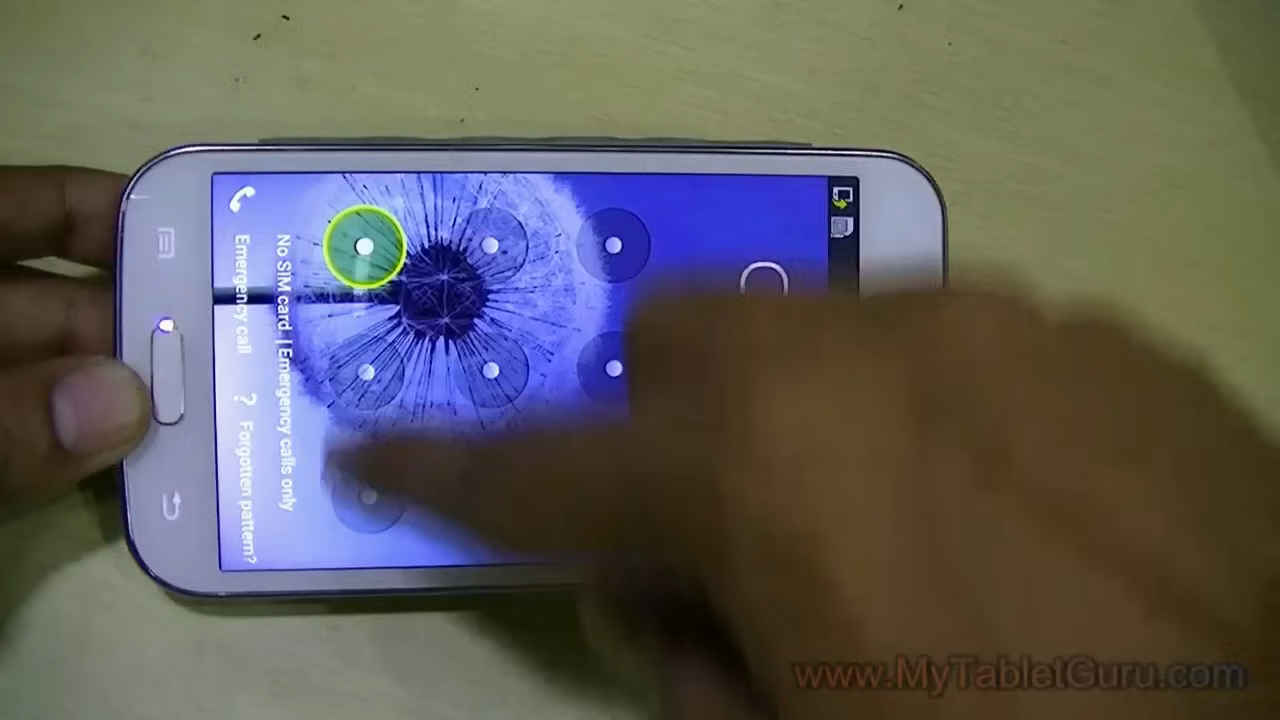 No SIM card. | Emergency calls only
Emergency call
? Forgotten pattern?
www.MyTabletGuru.com